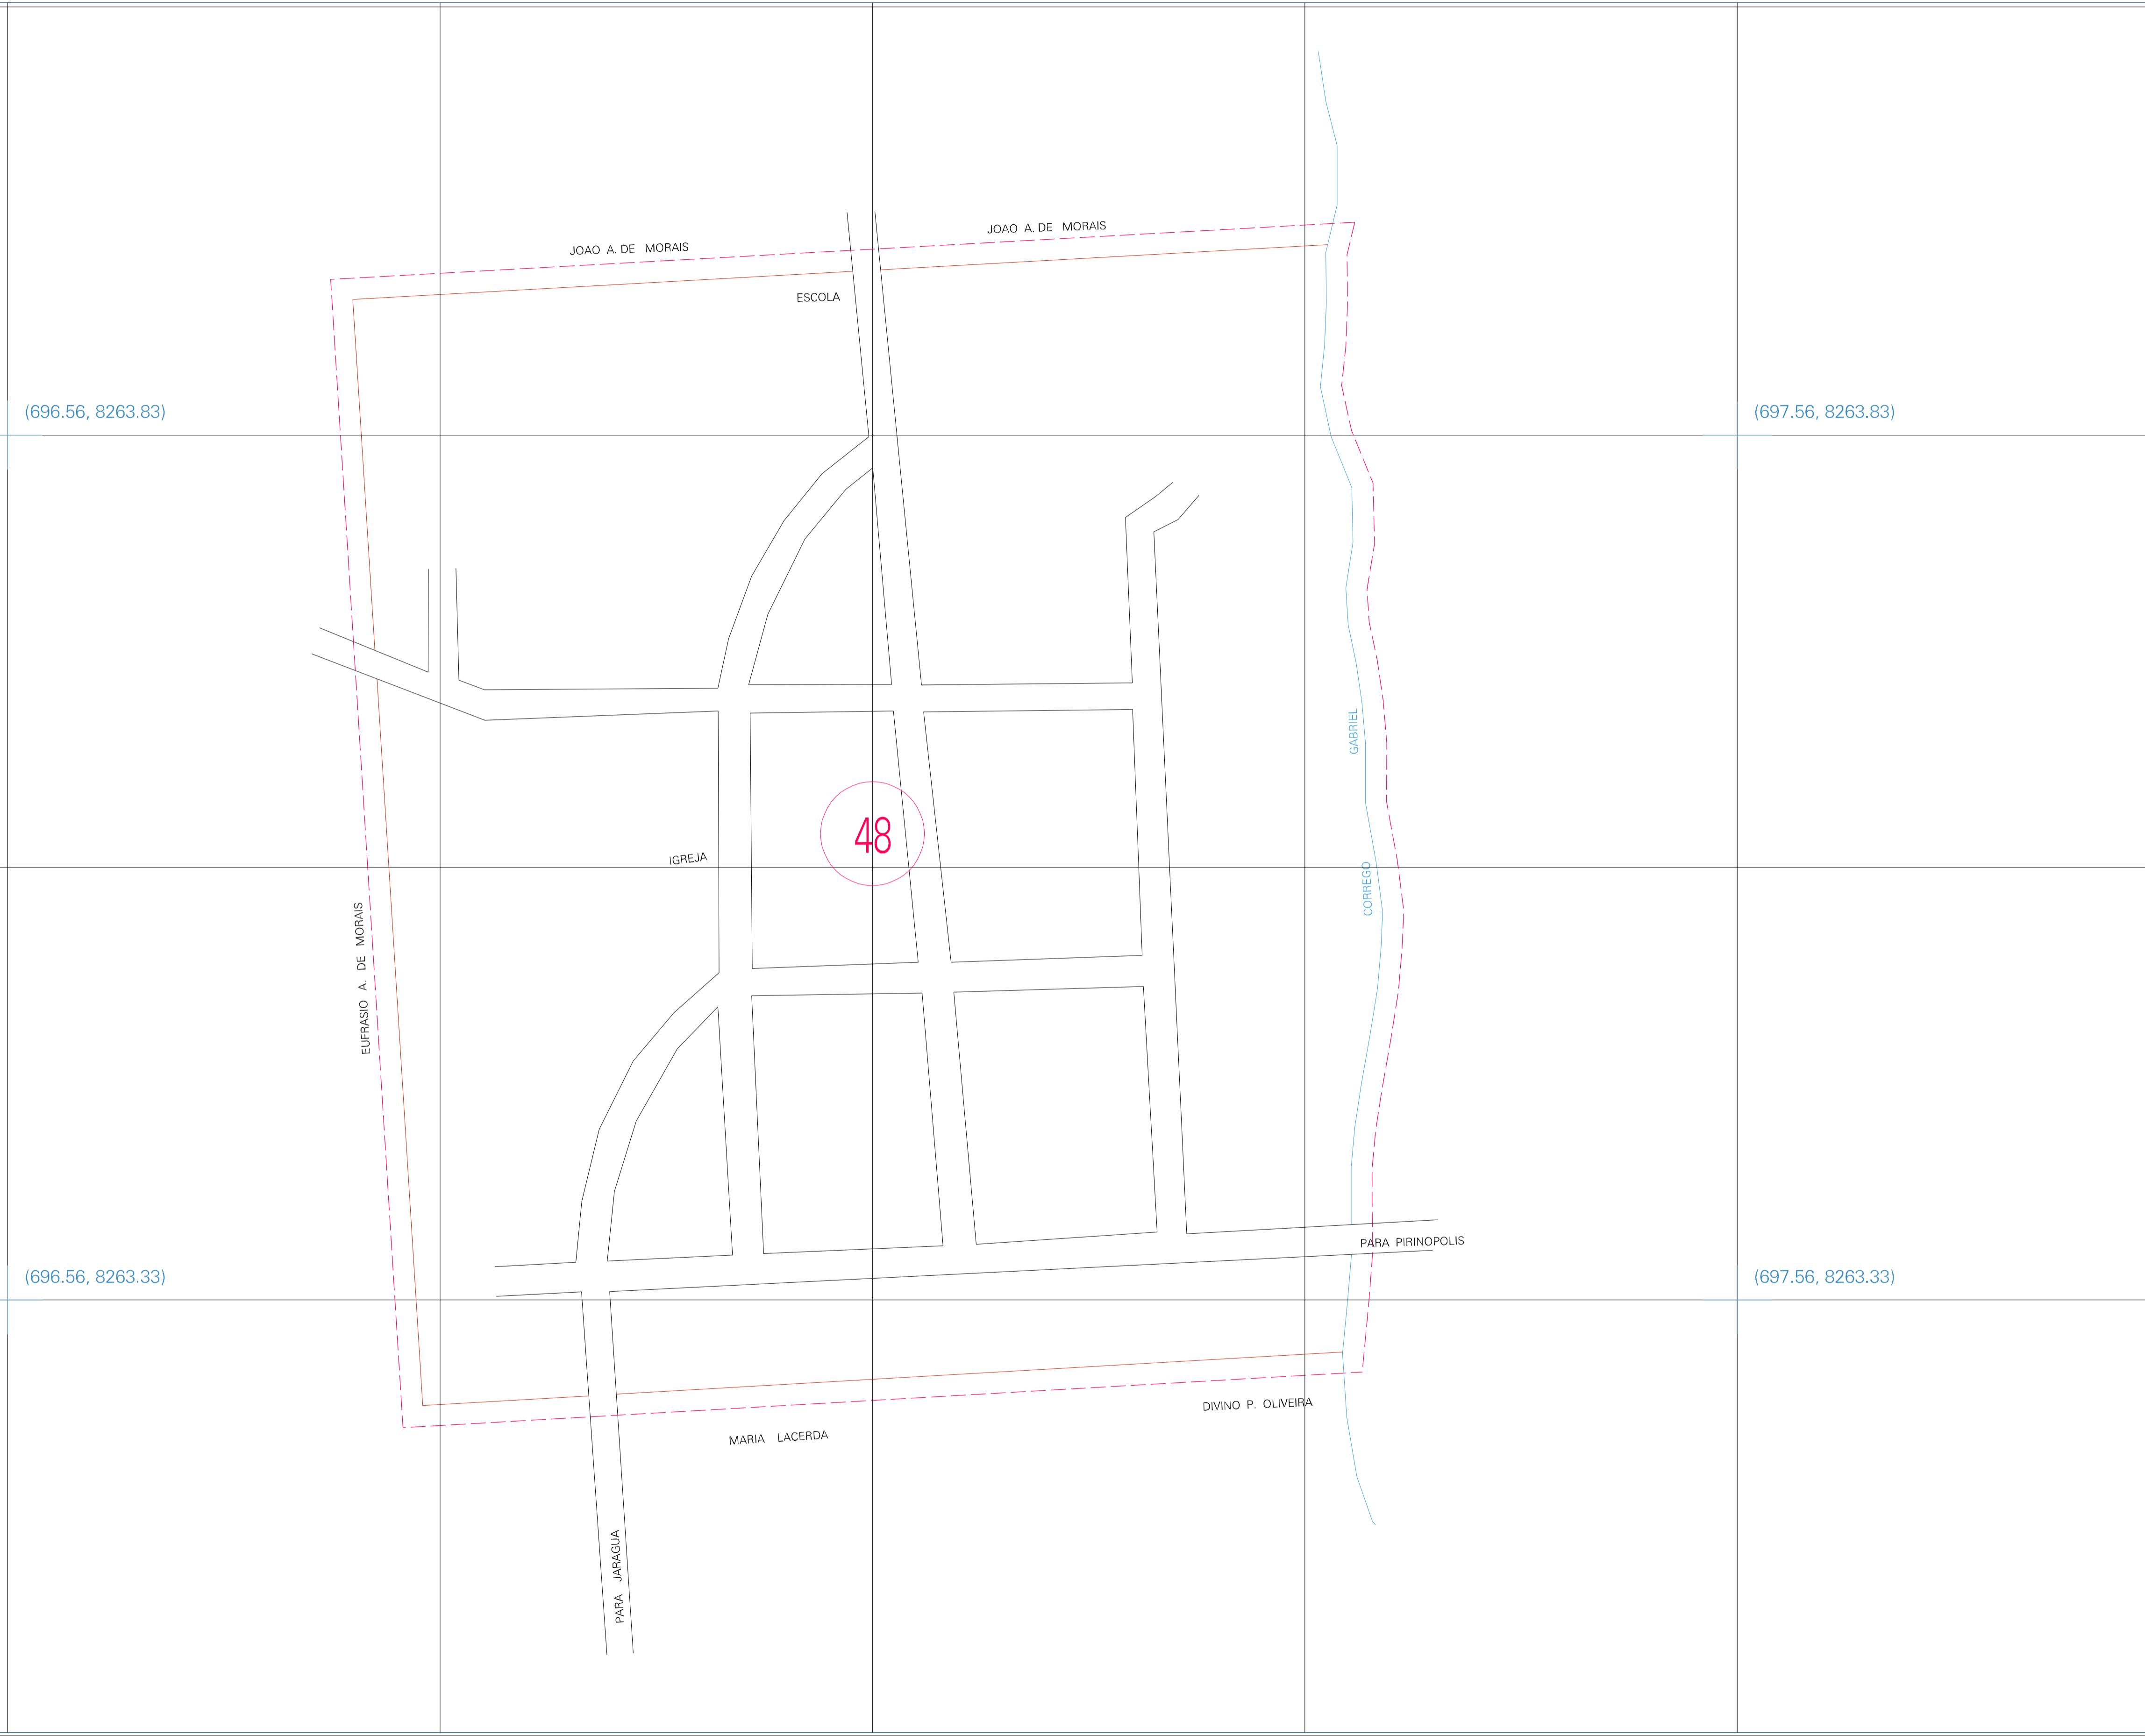 JOAO A. DE MORAIS
JOAO A. DE MORAIS
ESCOLA
(696.56, 8263.83)
(697.56, 8263.83)
GABRIEL
48
IGREJA
CORREGO
EUFRASIO A. DE MORAIS
PARA PIRINOPOLIS
(696.56, 8263.33)
(697.56, 8263.33)
DIVINO P. OLIVEIRA
MARIA LACERDA
PARA JARAGUA